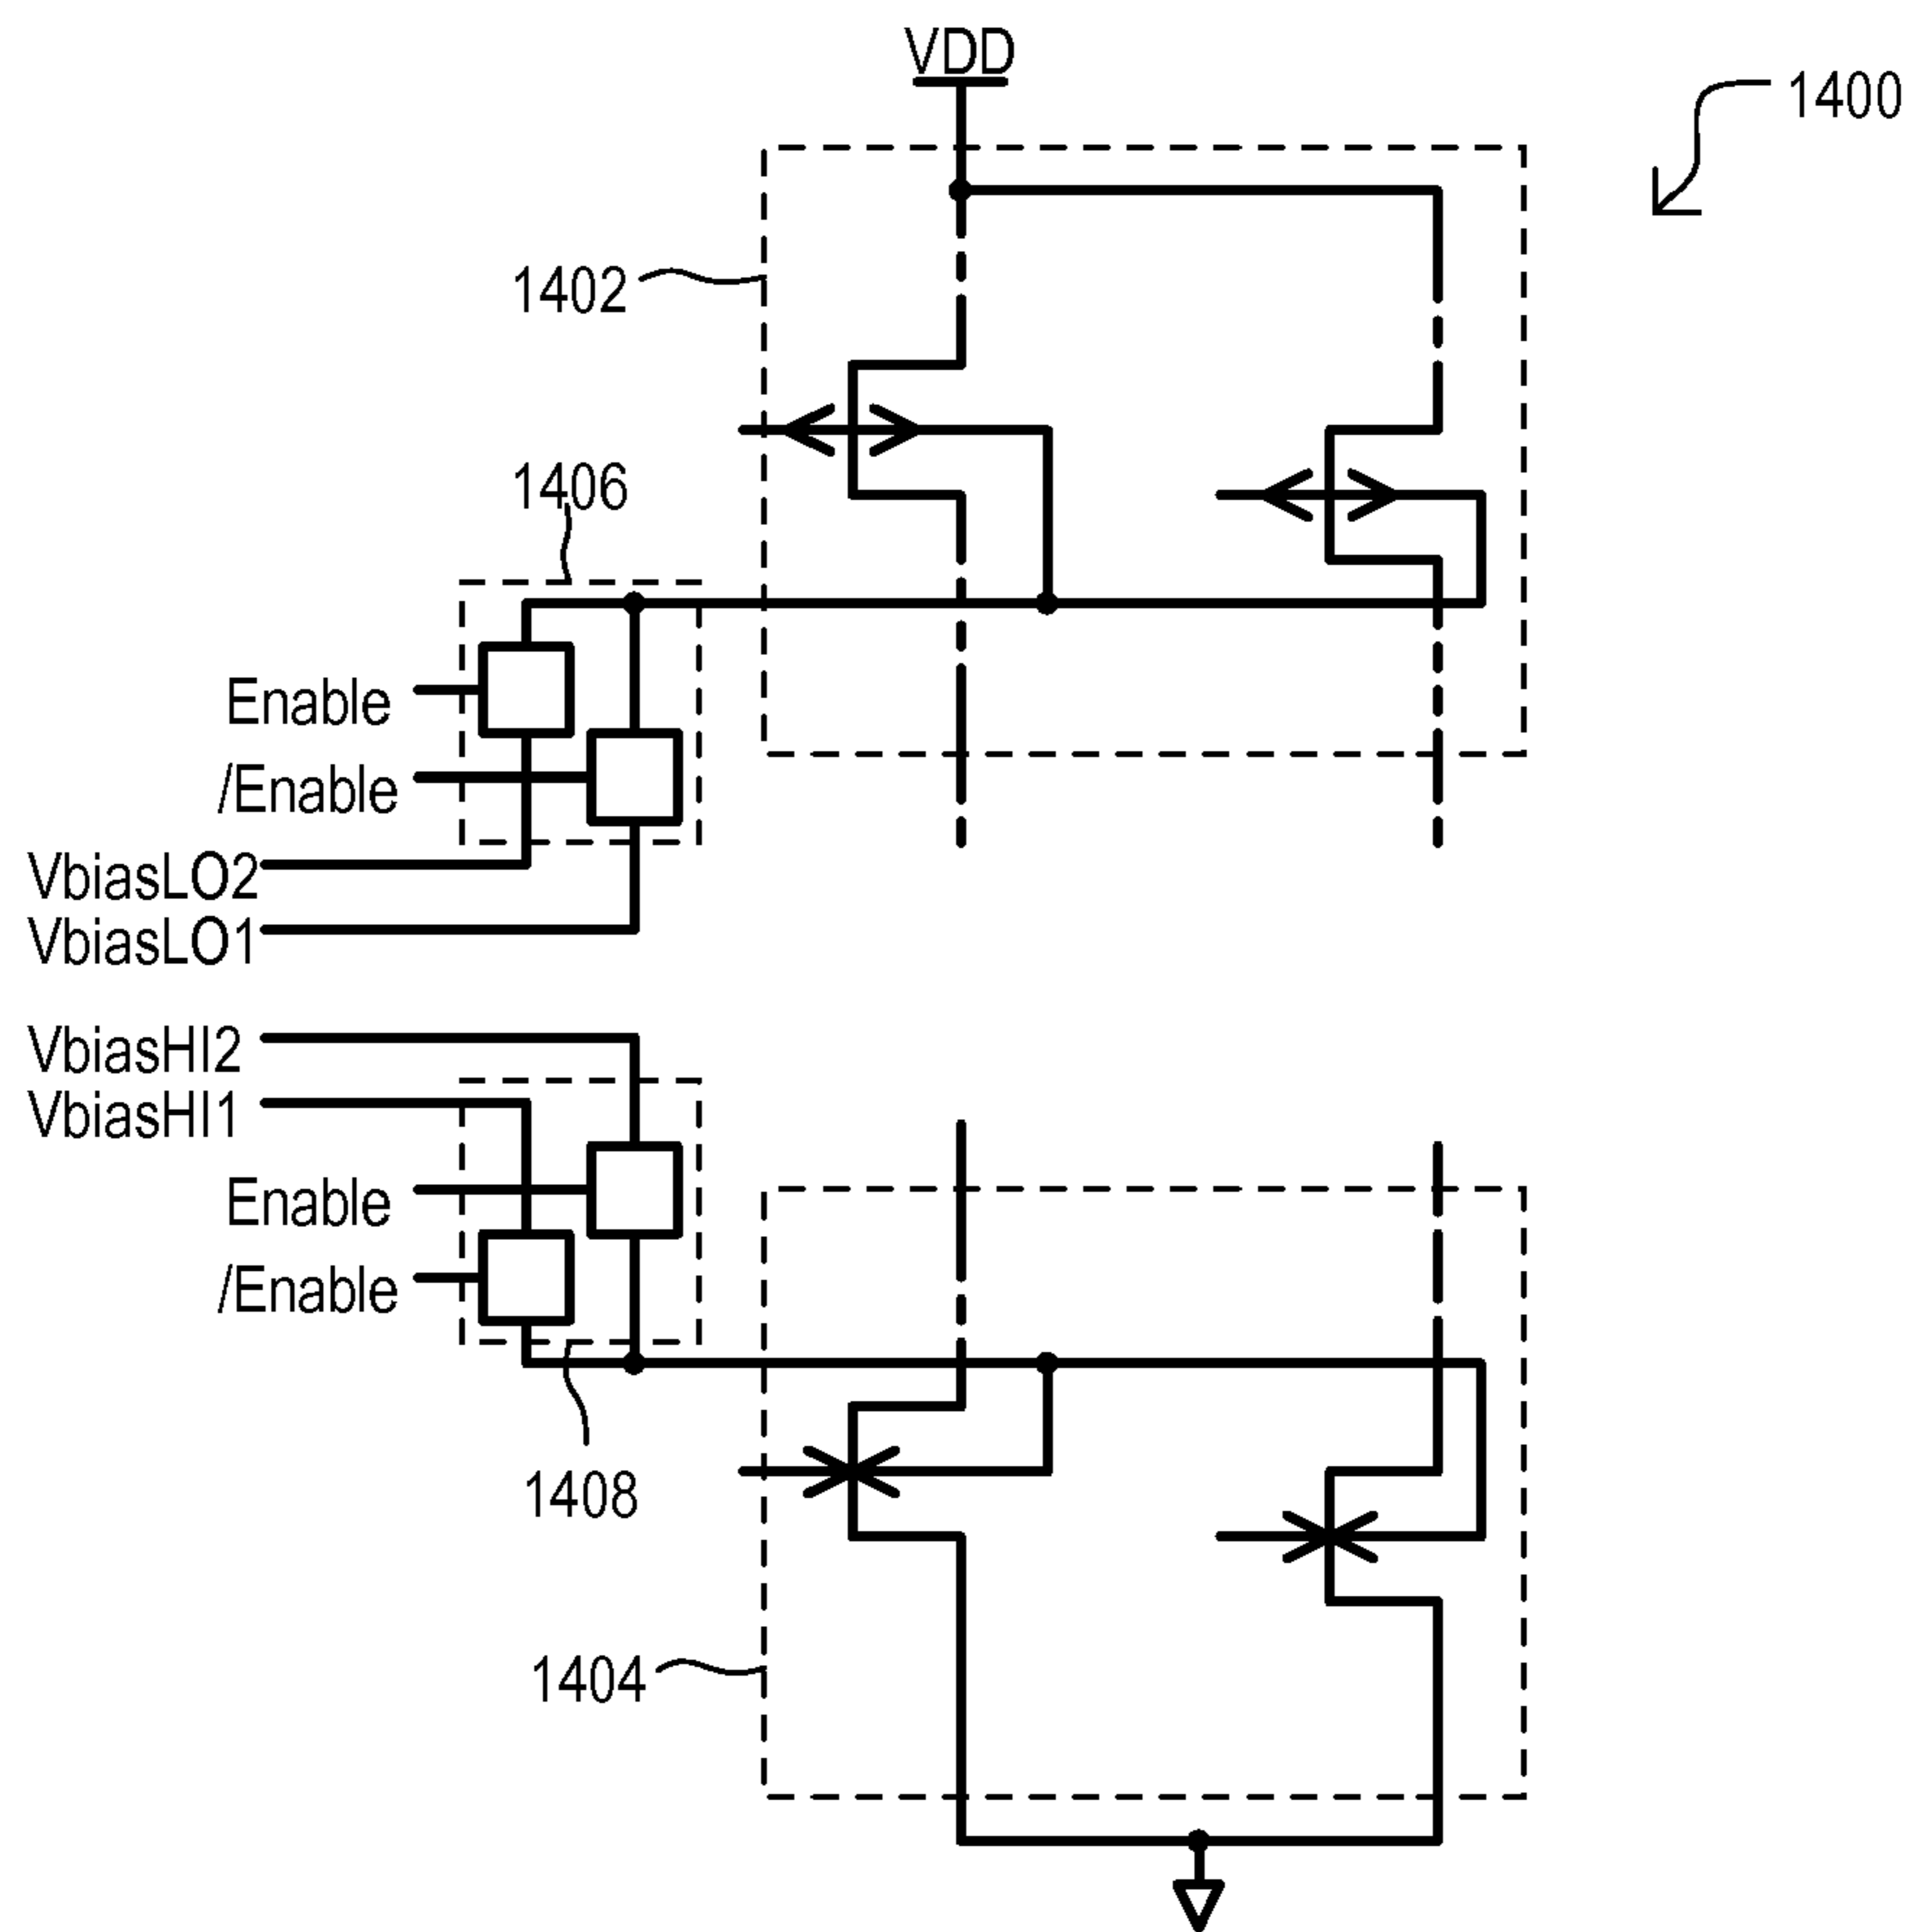 VDD
1400
1402
1406
Enable
/Enable
VbiasLO2
VbiasLO1
VbiasHI2
VbiasHI1
Enable
/Enable
1408
1404